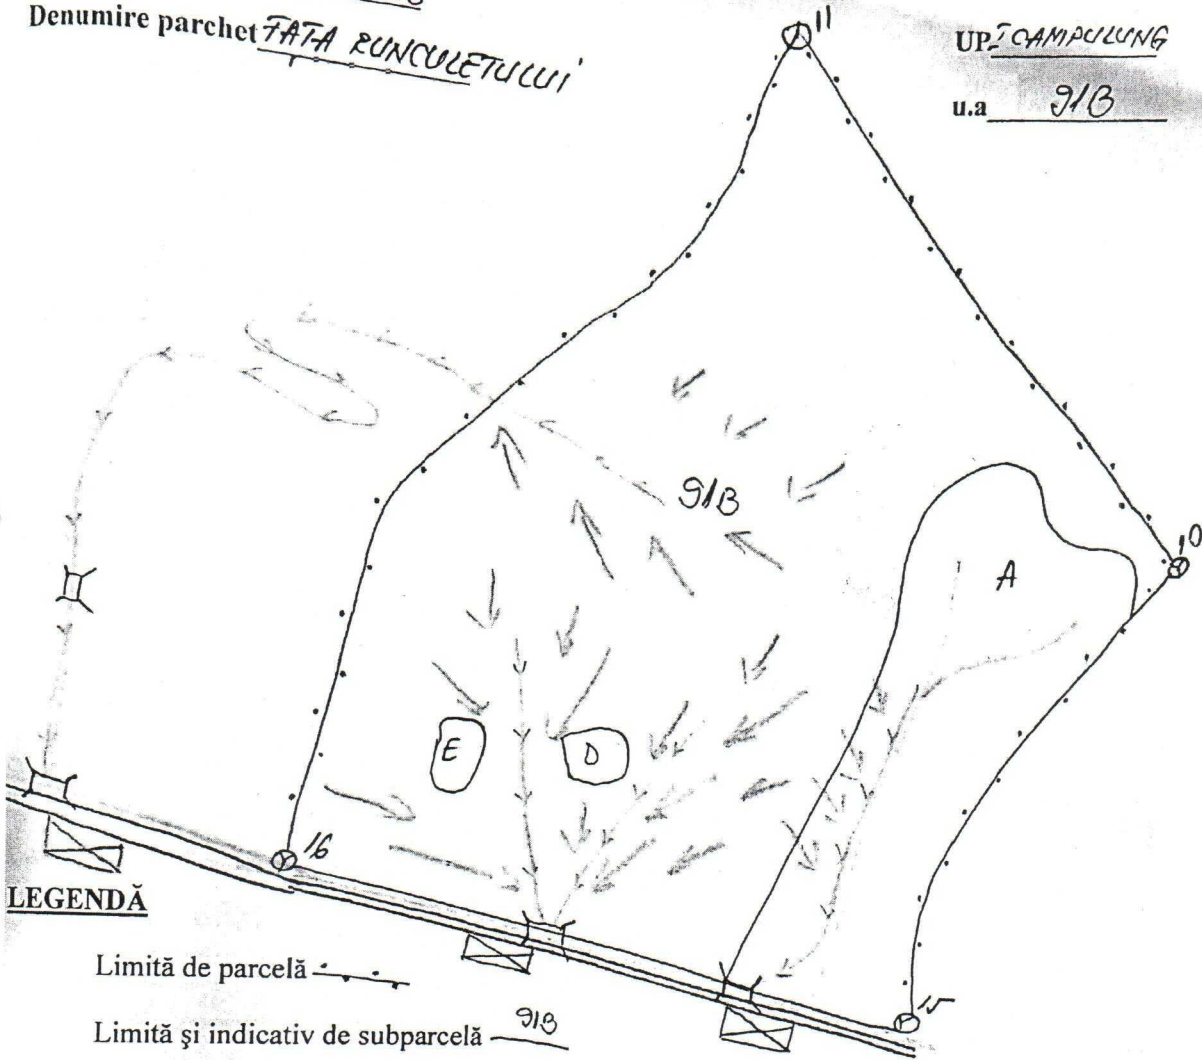 Denumire parchet FATA RUNCULETULUI
UP I CAMPULUNG
u.a 91B
11
91B
10
A
E
D
16
15
LEGENDĂ
Limită de parcelă
Limită şi indicativ de subparcelă 91B